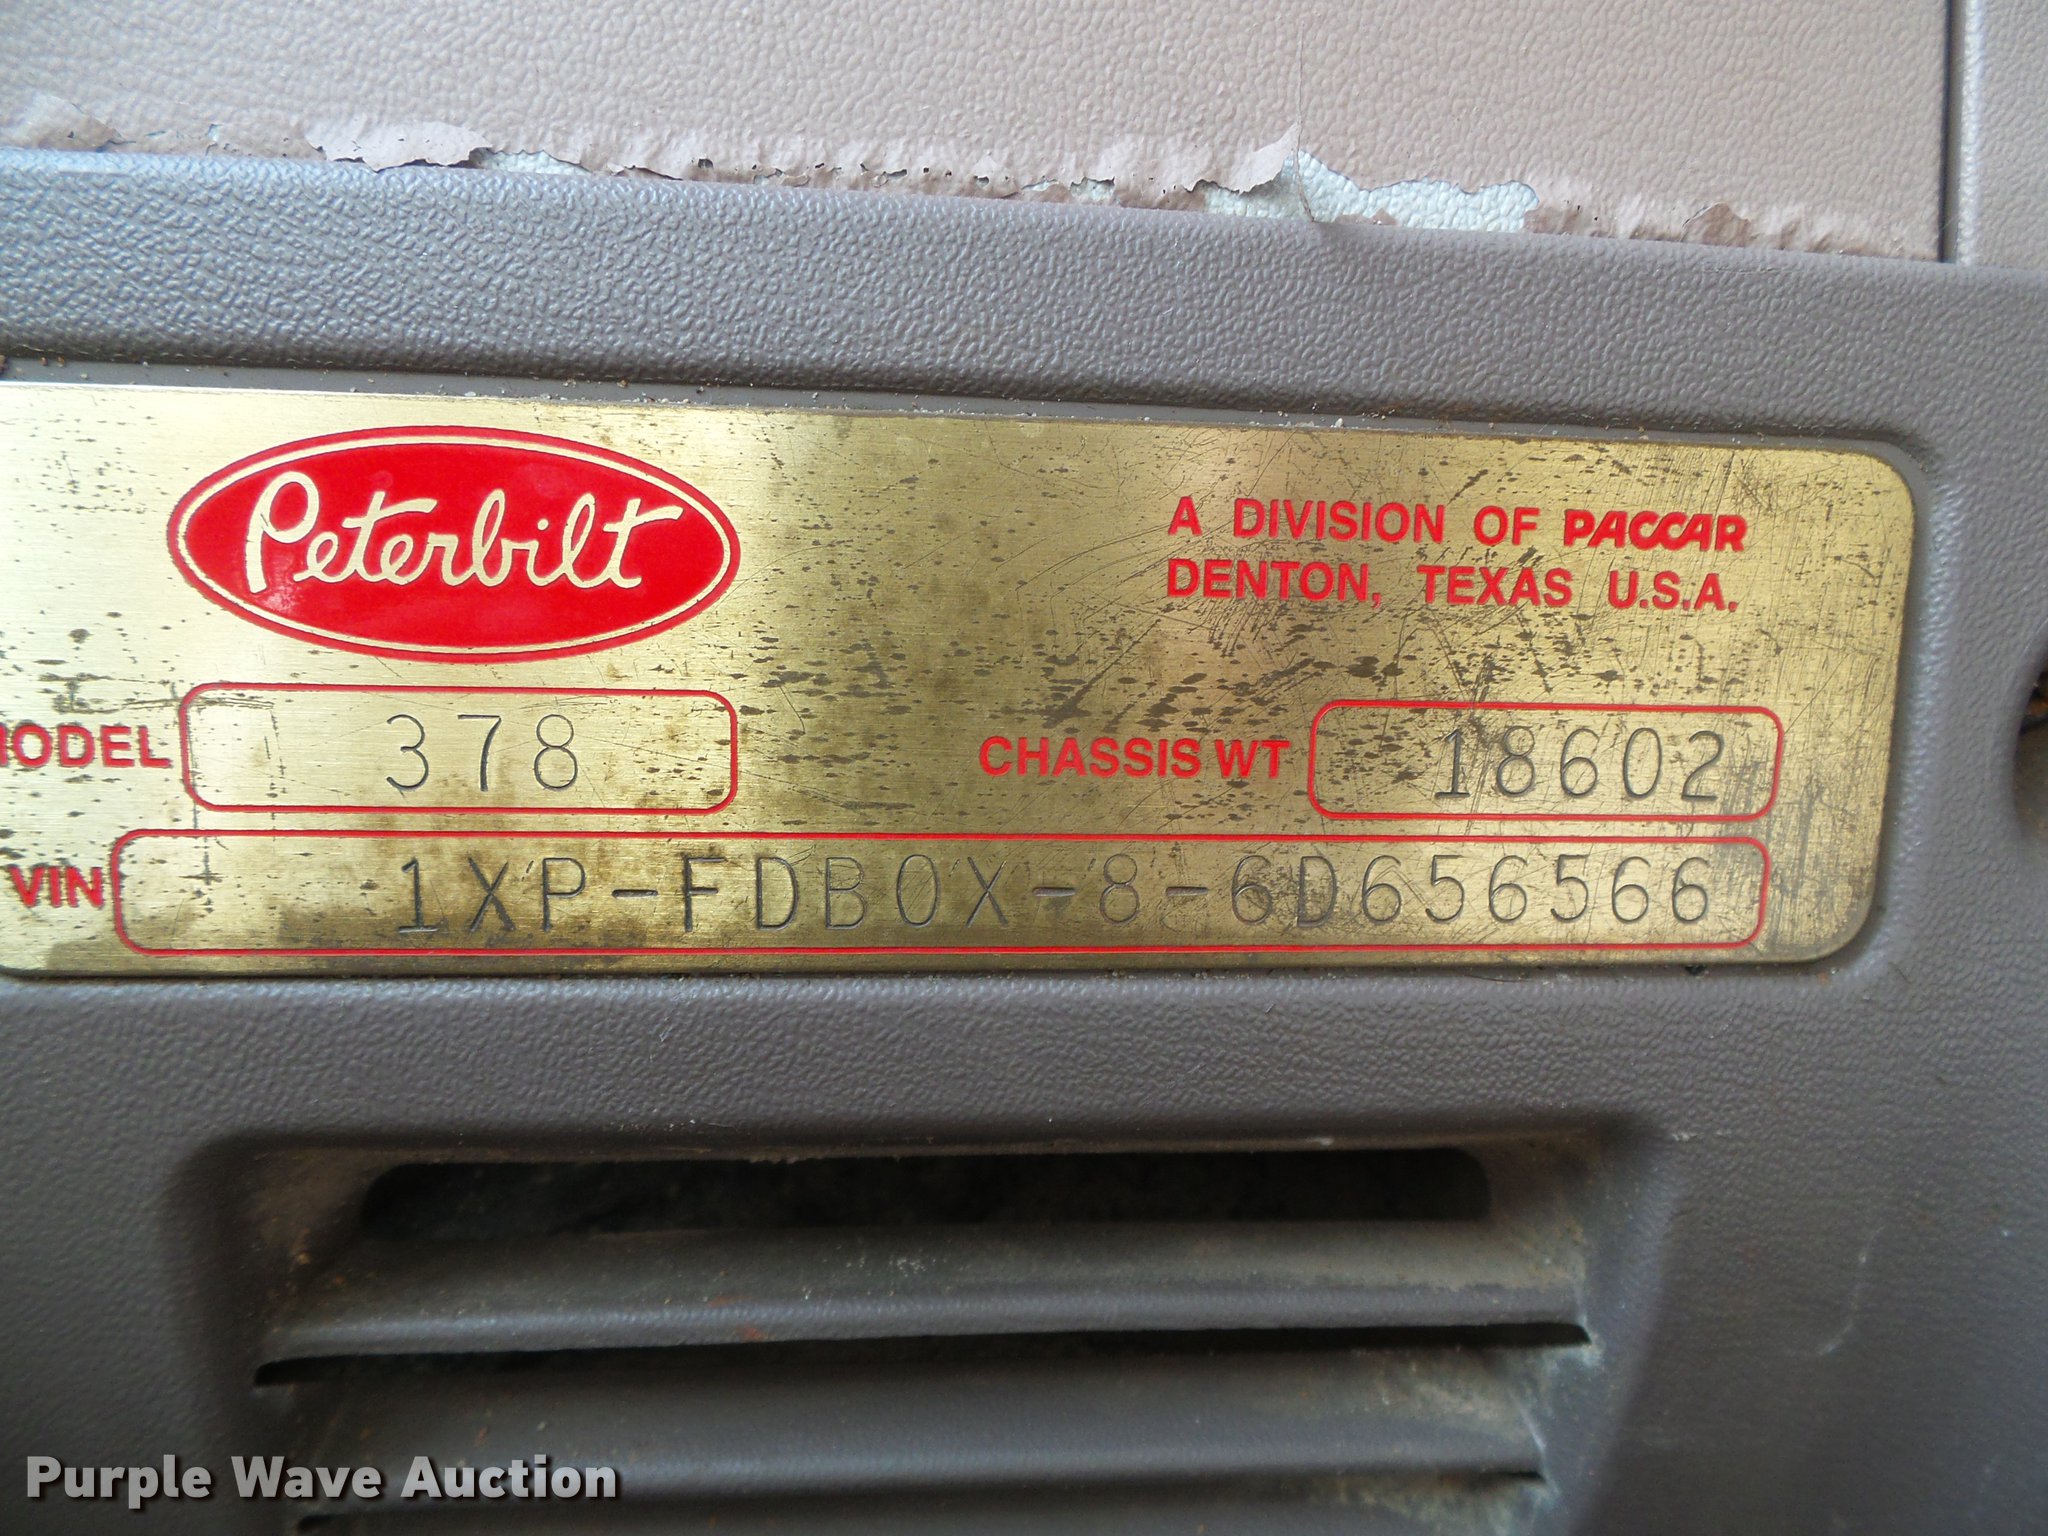 Peterbilt
A DIVISION OF PACCAR
DENTON, TEXAS U.S.A.
MODEL 378
CHASSIS WT 18602
VIN 1XP-FDB0X-8-6D656566
Purple Wave Auction